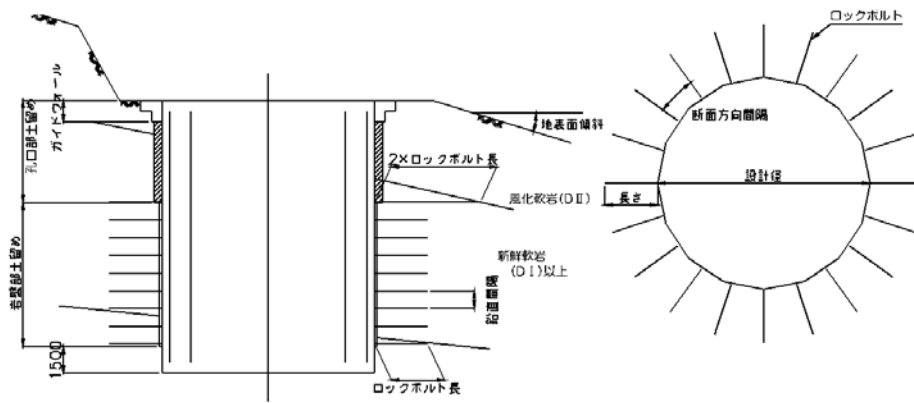 ガイドウォール
孔口部土留め
岩盤部土留め
1500
2×ロックボルト長
地表面傾斜
風化軟岩(DⅡ)
新鮮軟岩
(DⅠ)以上
鉛直間隔
ロックボルト長
ロックボルト
断面方向間隔
設計径
長さ